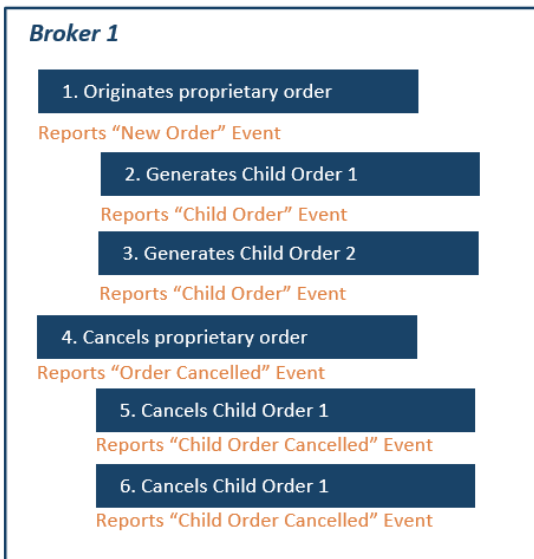 Broker 1
1. Originates proprietary order
Reports “New Order” Event
2. Generates Child Order 1
Reports “Child Order” Event
3. Generates Child Order 2
Reports “Child Order” Event
4. Cancels proprietary order
Reports “Order Cancelled” Event
5. Cancels Child Order 1
Reports “Child Order Cancelled” Event
6. Cancels Child Order 1
Reports “Child Order Cancelled” Event